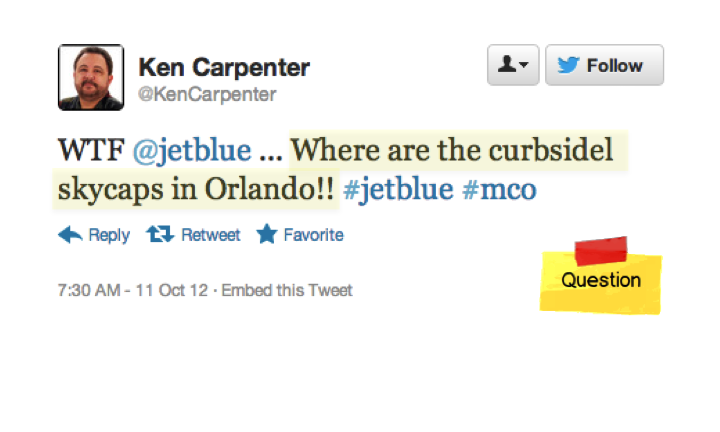 Ken Carpenter
@KenCarpenter
Follow
WTF @jetblue ... Where are the curbsidel
skycaps in Orlando!! #jetblue #mco
Reply Retweet Favorite
7:30 AM - 11 Oct 12 · Embed this Tweet
Question